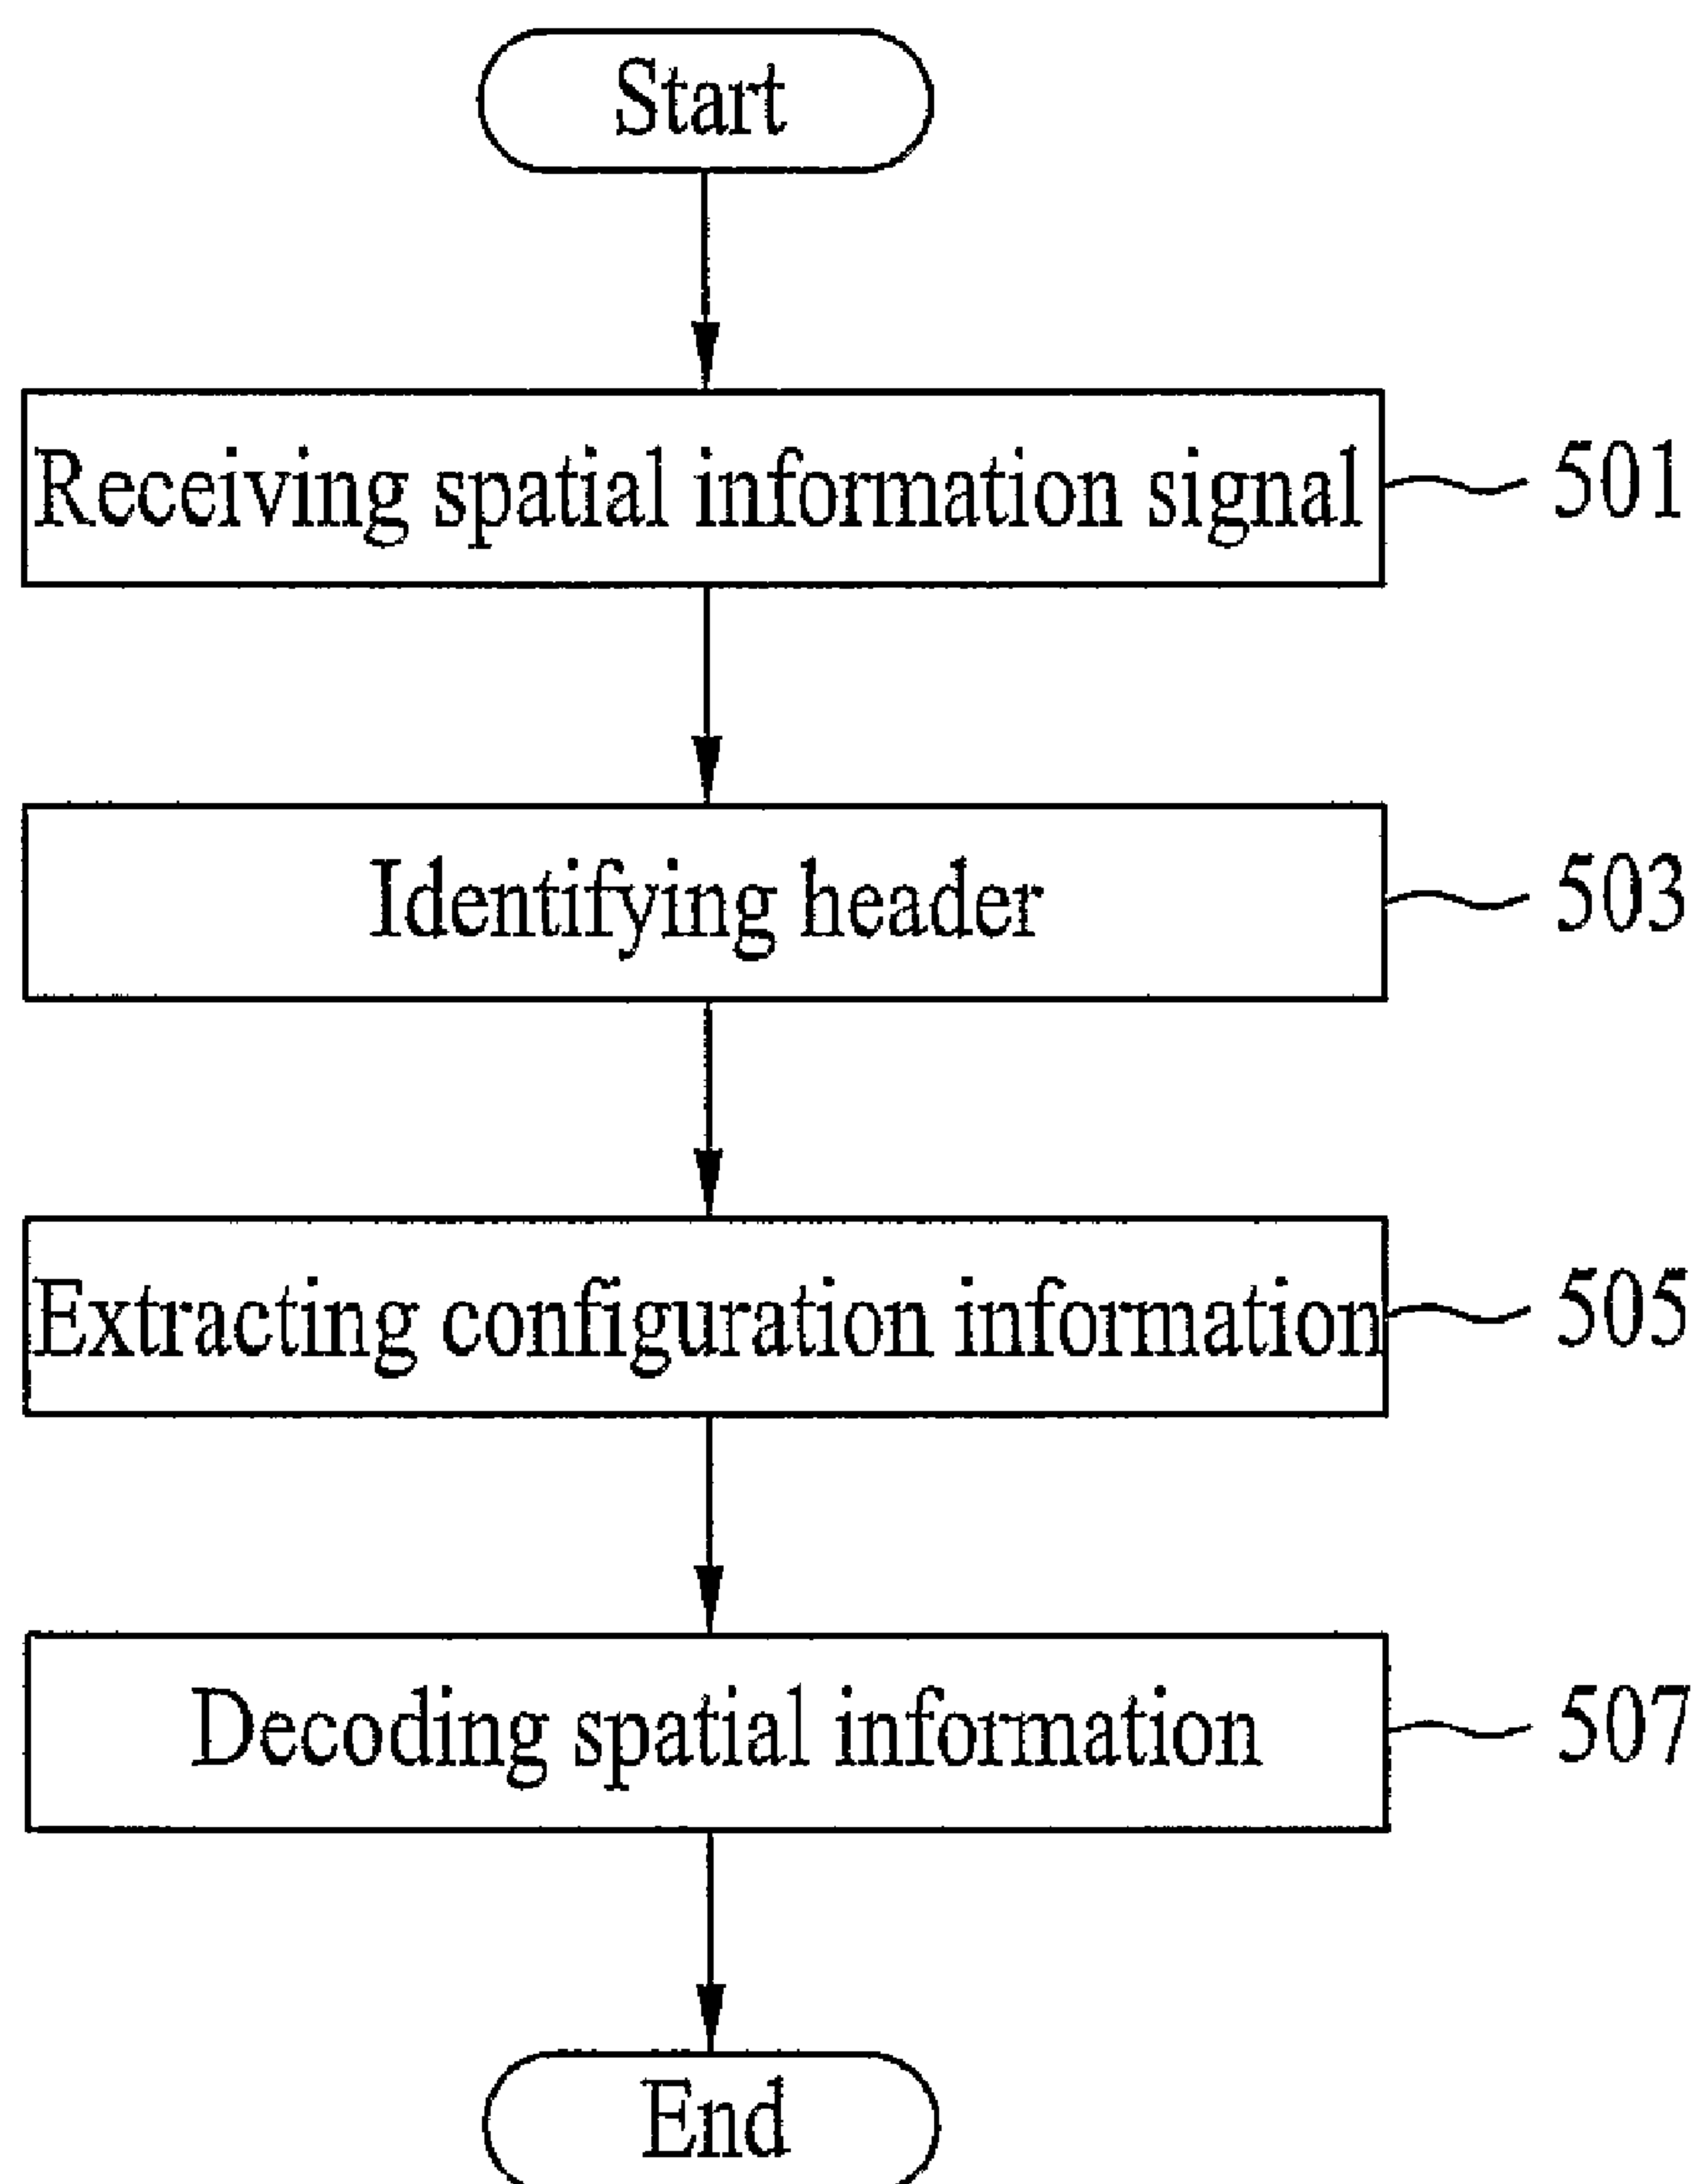 Start
Receiving spatial information signal
501
Identifying header
503
Extracting configuration information
505
Decoding spatial information
507
End